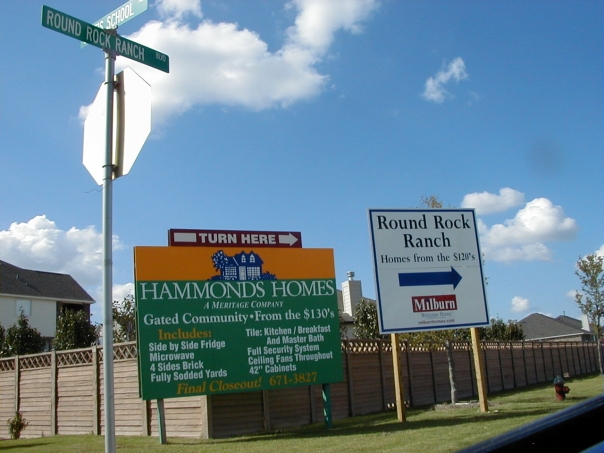 SCHOOL
ROUND ROCK RANCH BLVD
TURN HERE
HAMMONDS HOMES
A MERITAGE COMPANY
Gated Community • From the $130's
Includes:
Side by Side Fridge
Microwave
4 Sides Brick
Fully Sodded Yards
Tile: Kitchen / Breakfast
And Master Bath
Full Security System
Ceiling Fans Throughout
42" Cabinets
Final Closeout! 671-3827
Round Rock
Ranch
Homes from the $120's
Milburn